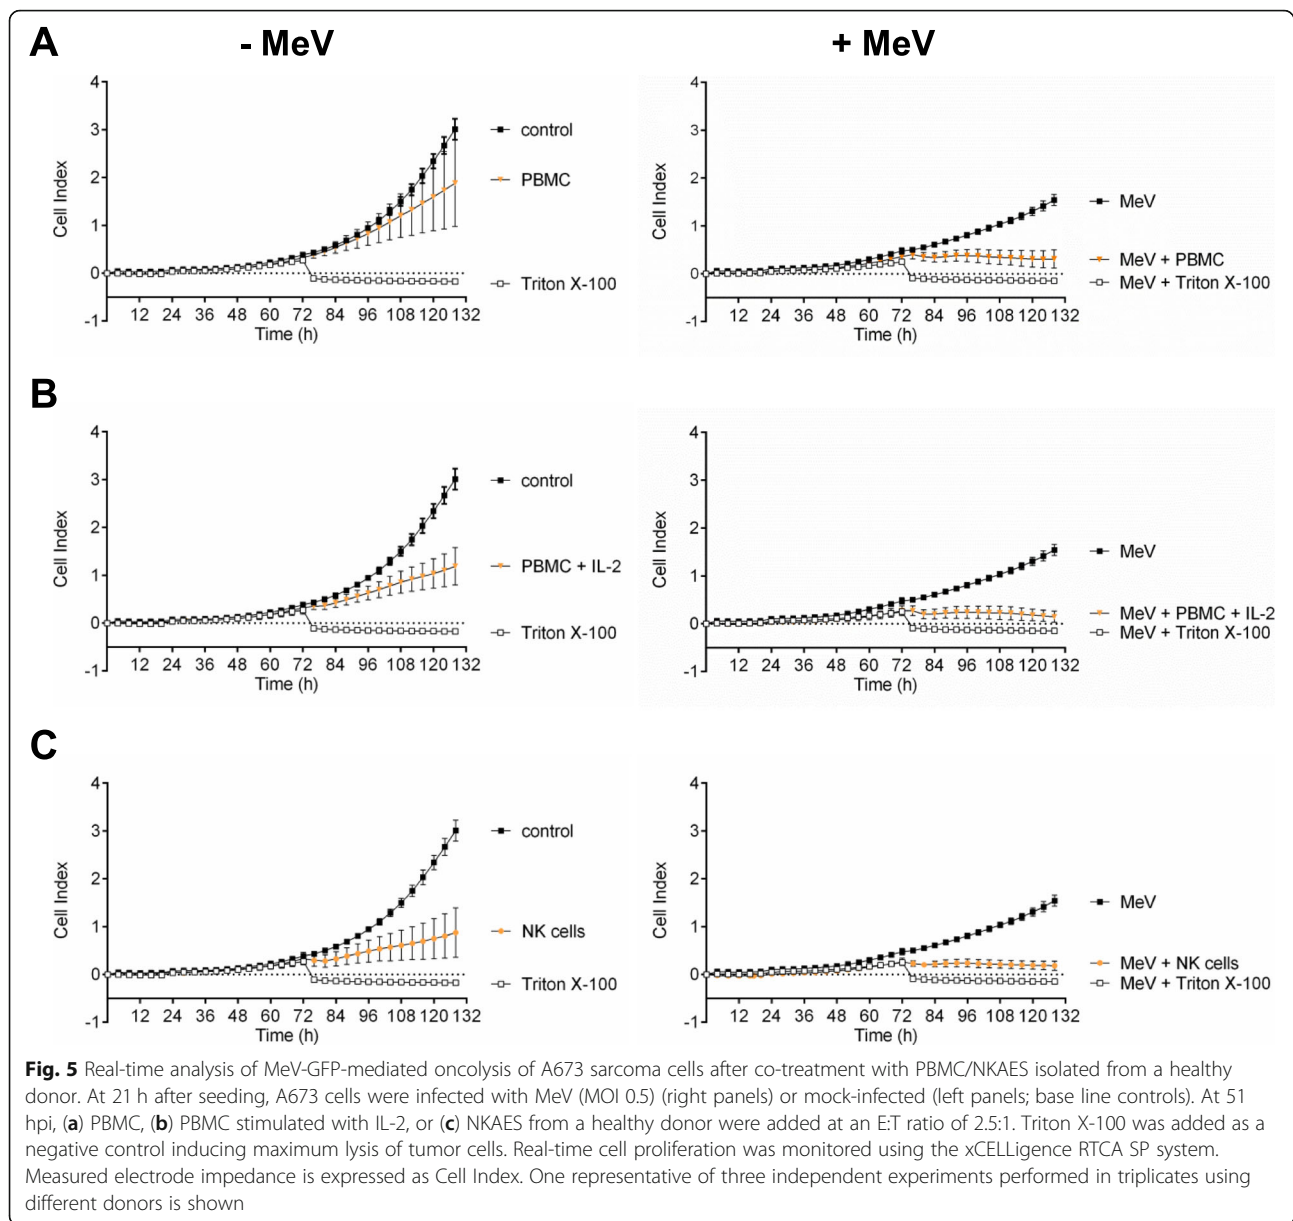 A
- MeV
+ MeV
4
3
2
1
0
-1
Cell Index
12 24 36 48 60 72 84 96 108 120 132
Time (h)
control
PBMC
Triton X-100
4
3
2
1
0
-1
Cell Index
12 24 36 48 60 72 84 96 108 120 132
Time (h)
MeV
MeV + PBMC
MeV + Triton X-100
B
4
3
2
1
0
-1
Cell Index
12 24 36 48 60 72 84 96 108 120 132
Time (h)
control
PBMC + IL-2
Triton X-100
4
3
2
1
0
-1
Cell Index
12 24 36 48 60 72 84 96 108 120 132
Time (h)
MeV
MeV + PBMC + IL-2
MeV + Triton X-100
C
4
3
2
1
0
-1
Cell Index
12 24 36 48 60 72 84 96 108 120 132
Time (h)
control
NK cells
Triton X-100
4
3
2
1
0
-1
Cell Index
12 24 36 48 60 72 84 96 108 120 132
Time (h)
MeV
MeV + NK cells
MeV + Triton X-100
Fig. 5 Real-time analysis of MeV-GFP-mediated oncolysis of A673 sarcoma cells after co-treatment with PBMC/NKAES isolated from a healthy
donor. At 21 h after seeding, A673 cells were infected with MeV (MOI 0.5) (right panels) or mock-infected (left panels; base line controls). At 51
hpi, (a) PBMC, (b) PBMC stimulated with IL-2, or (c) NKAES from a healthy donor were added at an E:T ratio of 2.5:1. Triton X-100 was added as a
negative control inducing maximum lysis of tumor cells. Real-time cell proliferation was monitored using the xCELLigence RTCA SP system.
Measured electrode impedance is expressed as Cell Index. One representative of three independent experiments performed in triplicates using
different donors is shown